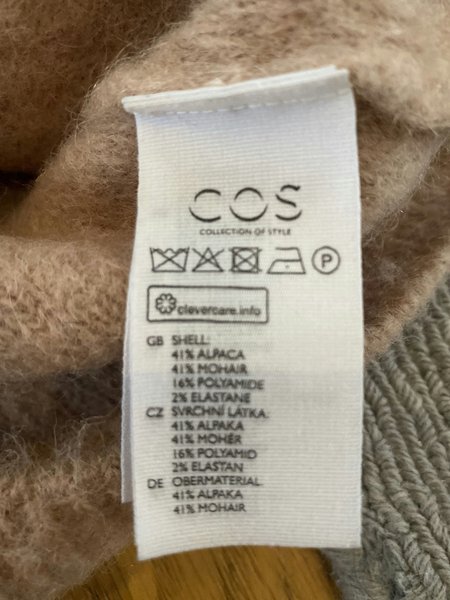 COS
COLLECTION OF STYLE
P
clevercare.info
GB SHELL:
41% ALPACA
41% MOHAIR
16% POLYAMIDE
2% ELASTANE
CZ SVRCHNÍ LÁTKA:
41% ALPAKA
41% MOHÉR
16% POLYAMID
2% ELASTAN
DE OBERMATERIAL
41% ALPAKA
41% MOHAIR